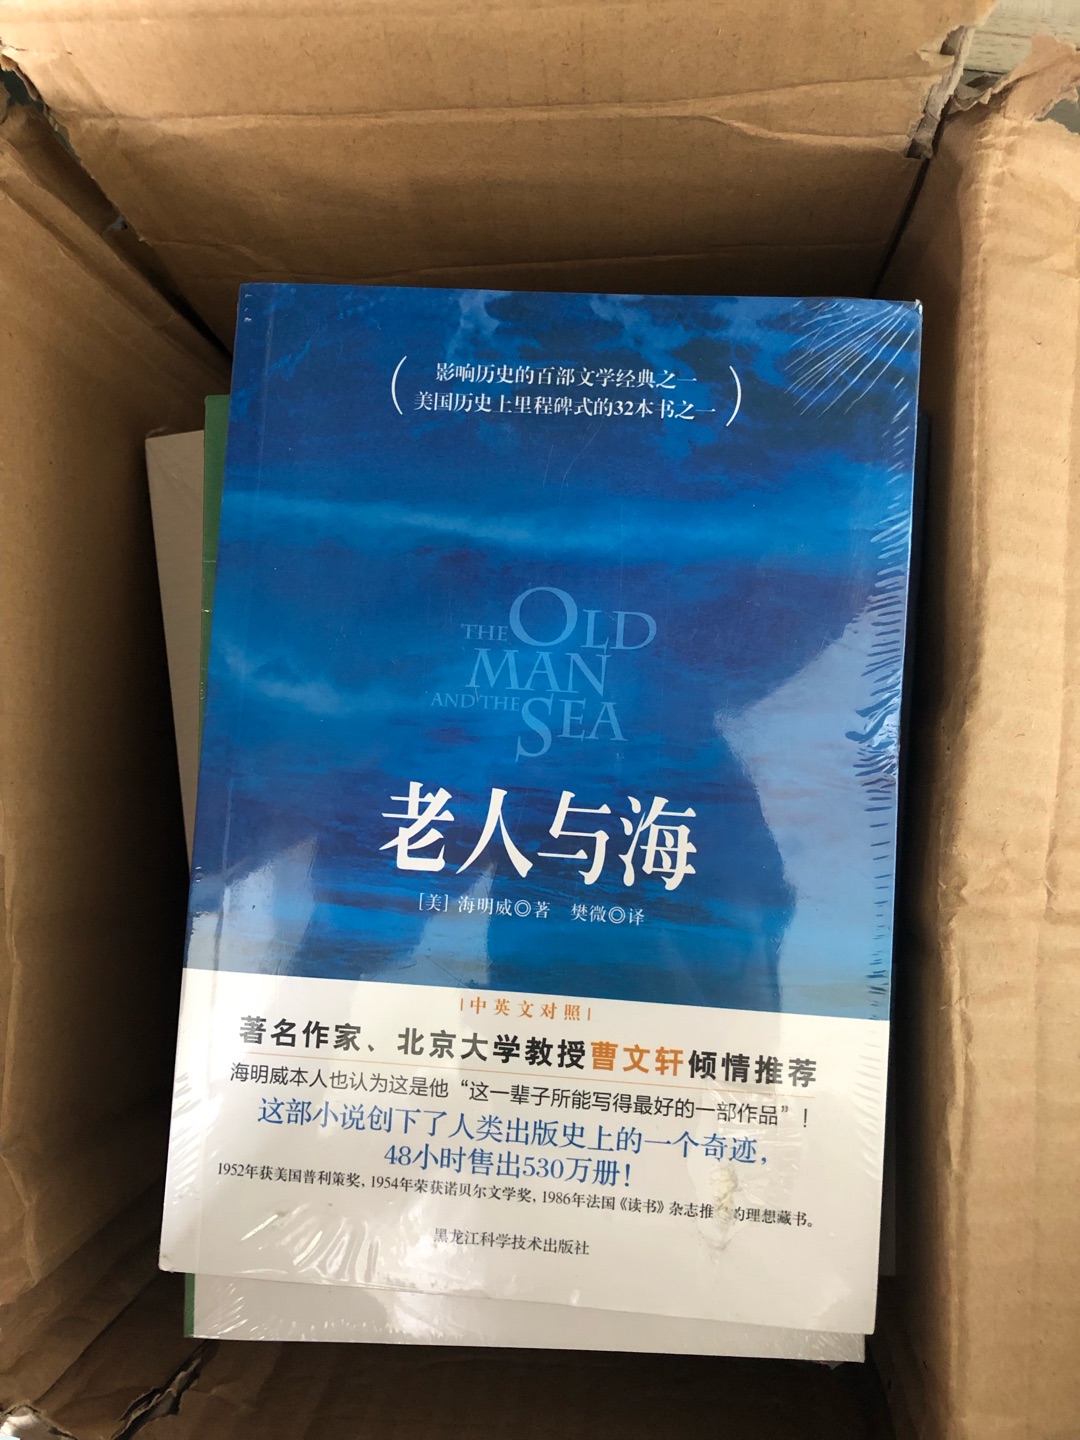 影响历史的百部文学经典之一
美国历史上里程碑式的32本书之一
THE OLD
MAN
AND THE
SEA
老人与海
[美] 海明威◎著 樊微◎译
中英文对照
著名作家、北京大学教授曹文轩倾情推荐
海明威本人也认为这是他“这一辈子所能写得最好的一部作品”！
这部小说创下了人类出版史上的一个奇迹，
48小时售出530万册！
1952年获美国普利策奖，1954年荣获诺贝尔文学奖，1986年法国《读书》杂志推 的理想藏书。
黑龙江科学技术出版社